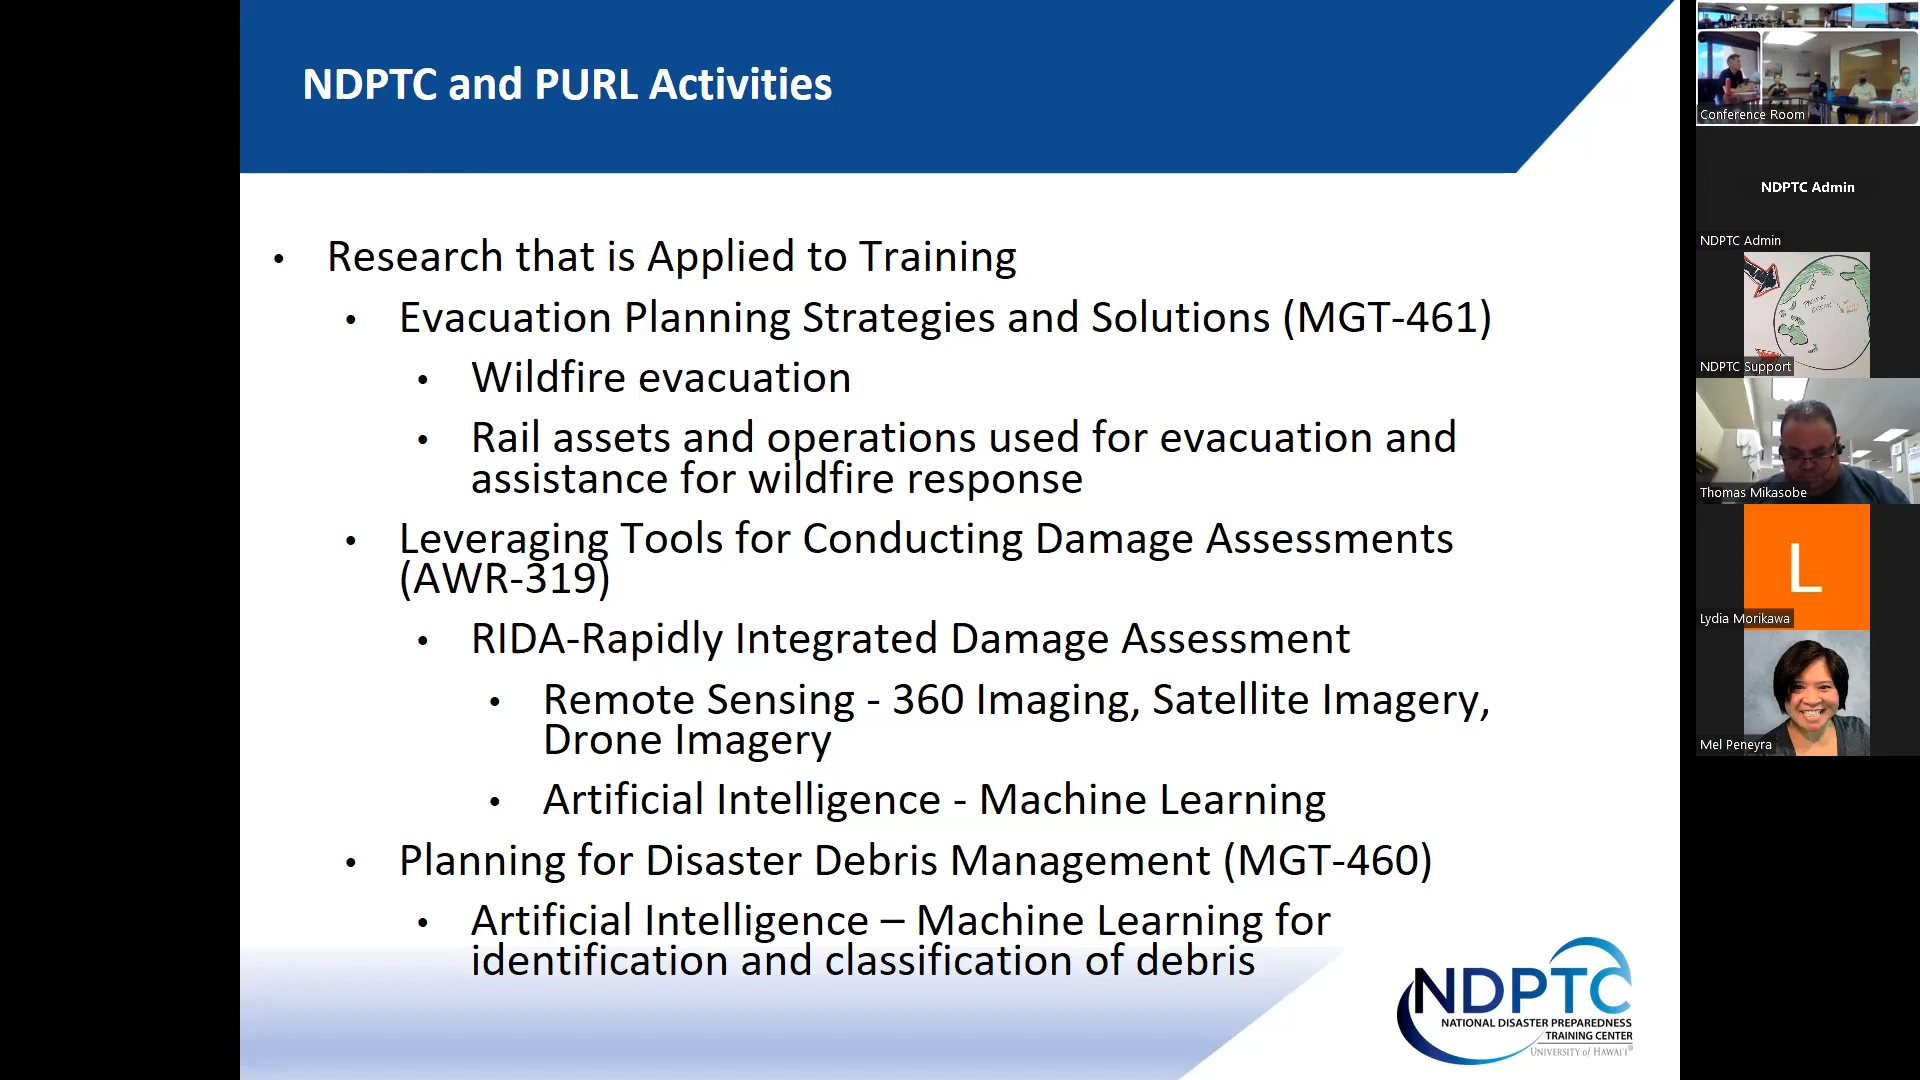 NDPTC and PURL Activities
• Research that is Applied to Training
• Evacuation Planning Strategies and Solutions (MGT-461)
• Wildfire evacuation
• Rail assets and operations used for evacuation and
assistance for wildfire response
• Leveraging Tools for Conducting Damage Assessments
(AWR-319)
• RIDA-Rapidly Integrated Damage Assessment
• Remote Sensing - 360 Imaging, Satellite Imagery,
Drone Imagery
• Artificial Intelligence - Machine Learning
• Planning for Disaster Debris Management (MGT-460)
• Artificial Intelligence – Machine Learning for
identification and classification of debris
NDPTC
NATIONAL DISASTER PREPAREDNESS
TRAINING CENTER
UNIVERSITY of HAWAI'I®
Conference Room
NDPTC Admin
NDPTC Admin
NDPTC Support
Thomas Mikasobe
L
Lydia Morikawa
Mel Peneyra